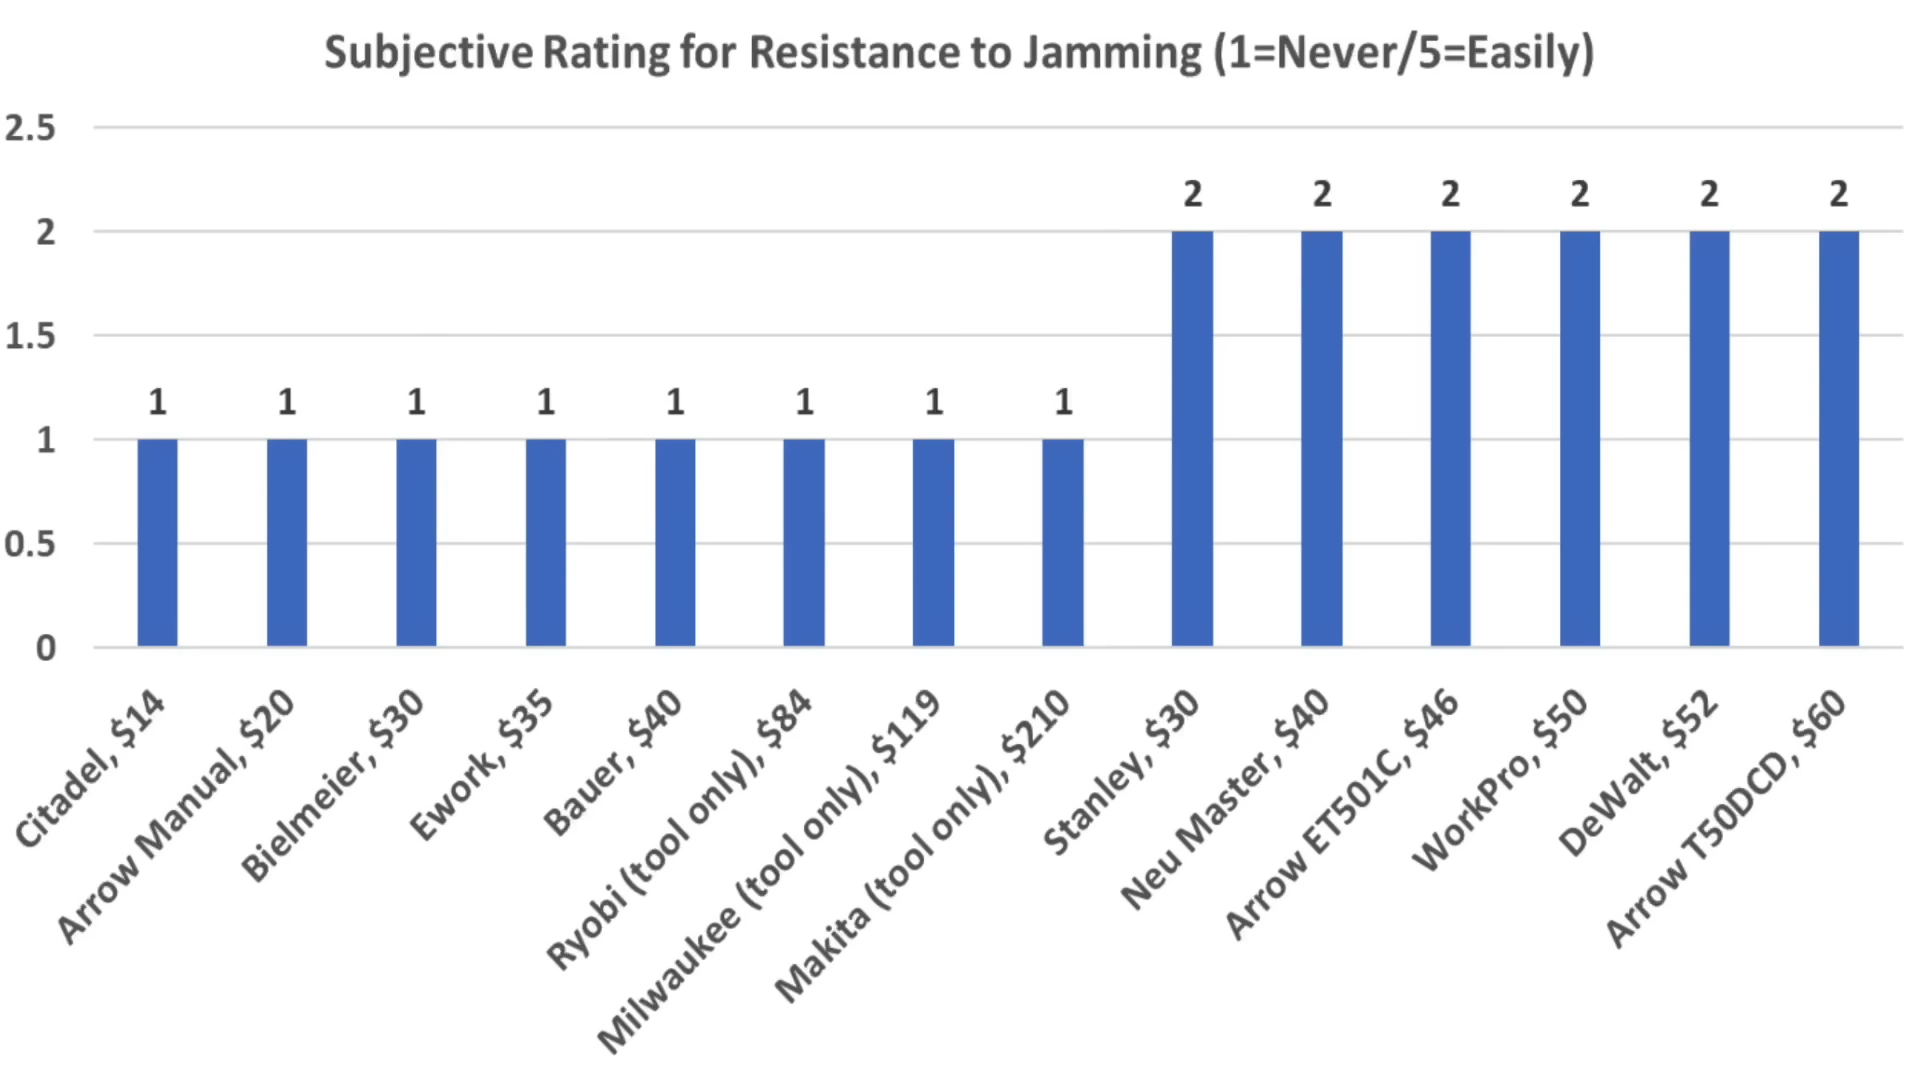 Subjective Rating for Resistance to Jamming (1=Never/5=Easily)
2.5
2
1.5
1
0.5
0
1
1
1
1
1
1
1
1
2
2
2
2
2
2
Citadel, $14
Arrow Manual, $20
Bielmeier, $30
Ework, $35
Bauer, $40
Ryobi (tool only), $84
Milwaukee (tool only), $119
Makita (tool only), $210
Stanley, $30
Neu Master, $40
Arrow ET501C, $46
WorkPro, $50
DeWalt, $52
Arrow T50DCD, $60